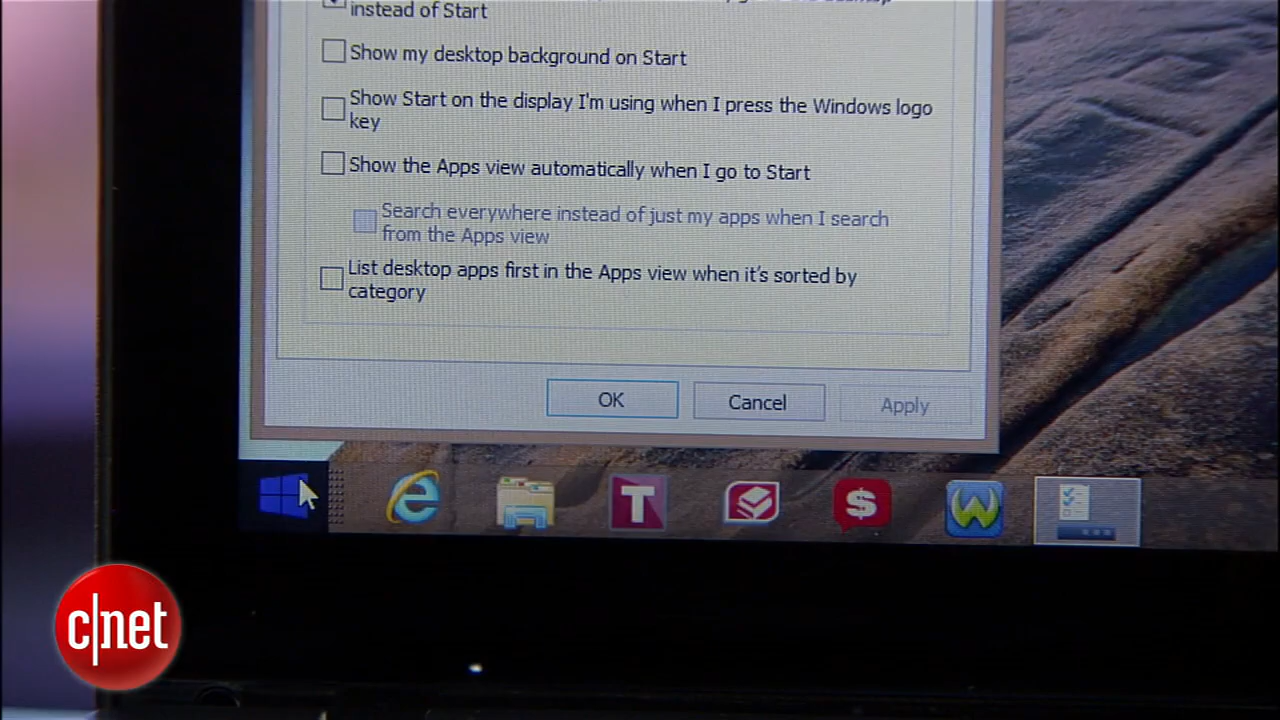 instead of Start
Show my desktop background on Start
Show Start on the display I'm using when I press the Windows logo
key
Show the Apps view automatically when I go to Start
Search everywhere instead of just my apps when I search
from the Apps view
List desktop apps first in the Apps view when it's sorted by
category
OK
Cancel
Apply
T
$
W
c|net